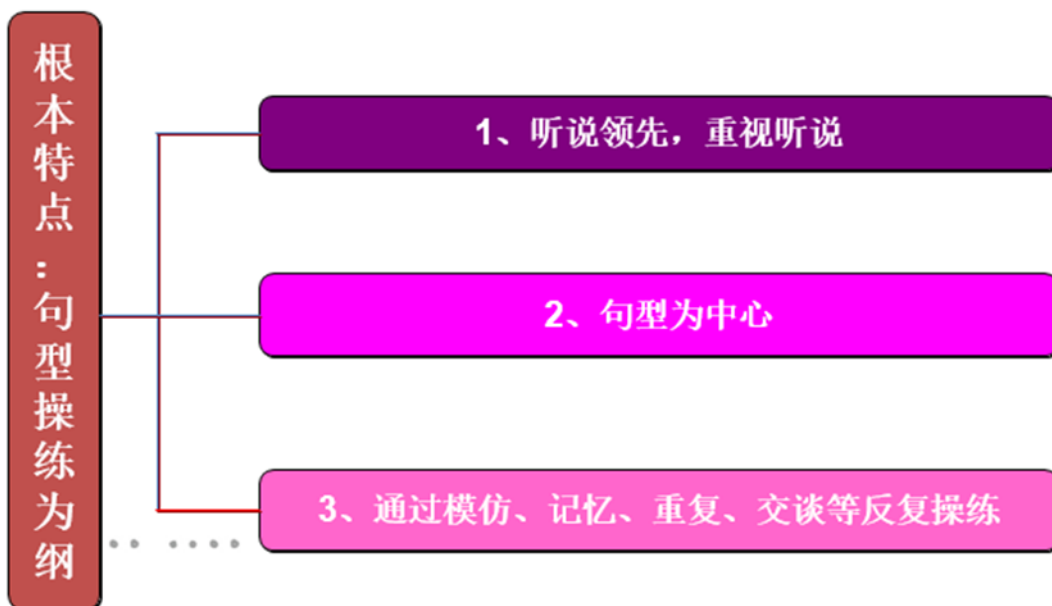 根本特点：句型操练为纲
1、听说领先，重视听说
2、句型为中心
3、通过模仿、记忆、重复、交谈等反复操练